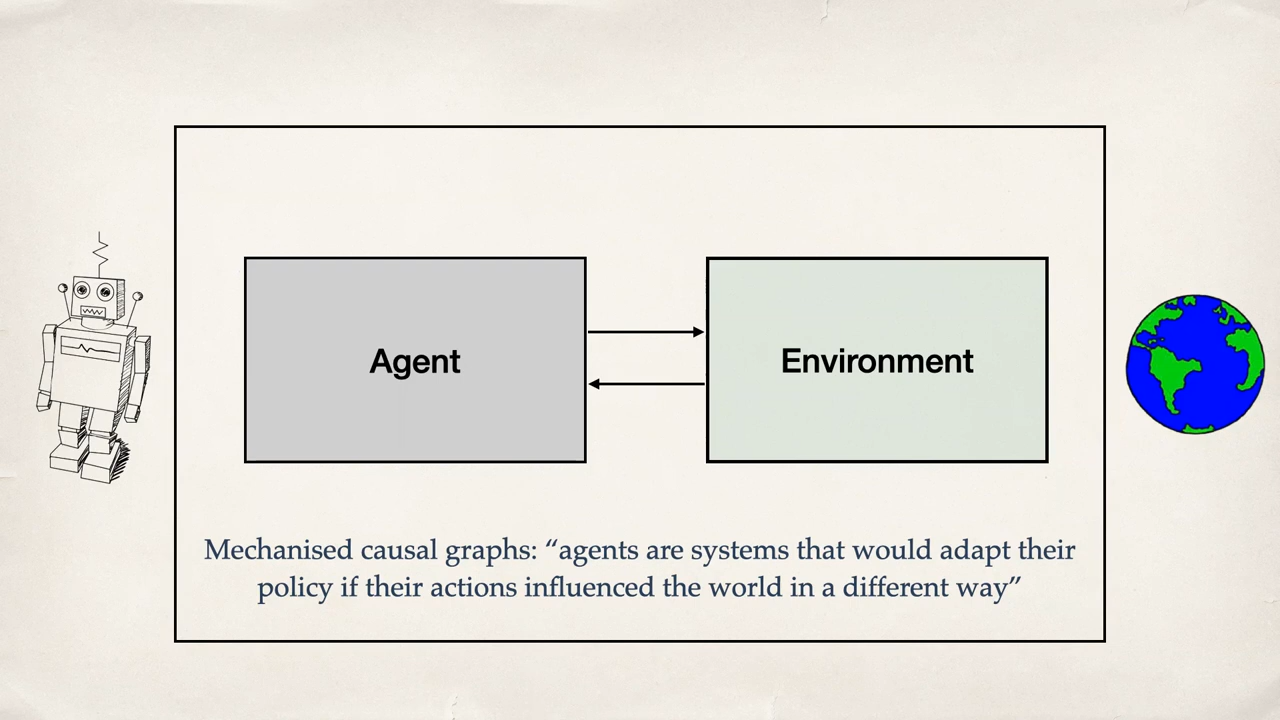 Agent
Environment
Mechanised causal graphs: “agents are systems that would adapt their
policy if their actions influenced the world in a different way”